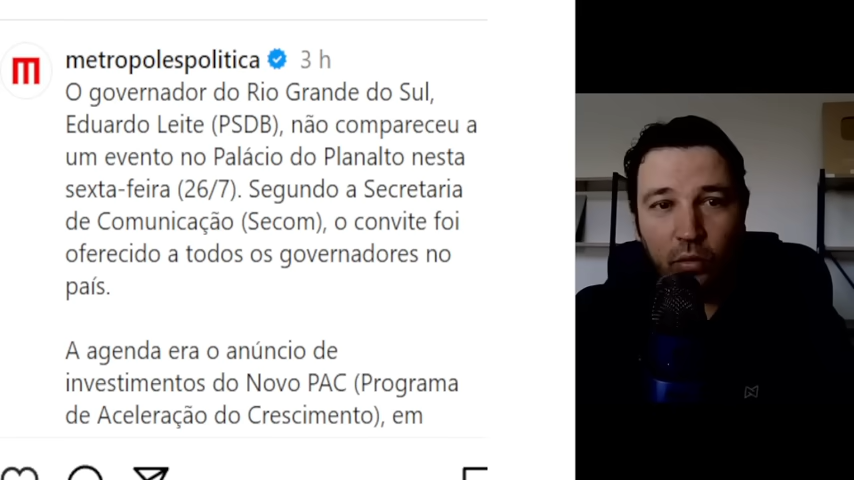 metropolespolitica 3 h
O governador do Rio Grande do Sul,
Eduardo Leite (PSDB), não compareceu a
um evento no Palácio do Planalto nesta
sexta-feira (26/7). Segundo a Secretaria
de Comunicação (Secom), o convite foi
oferecido a todos os governadores no
país.
A agenda era o anúncio de
investimentos do Novo PAC (Programa
de Aceleração do Crescimento), em